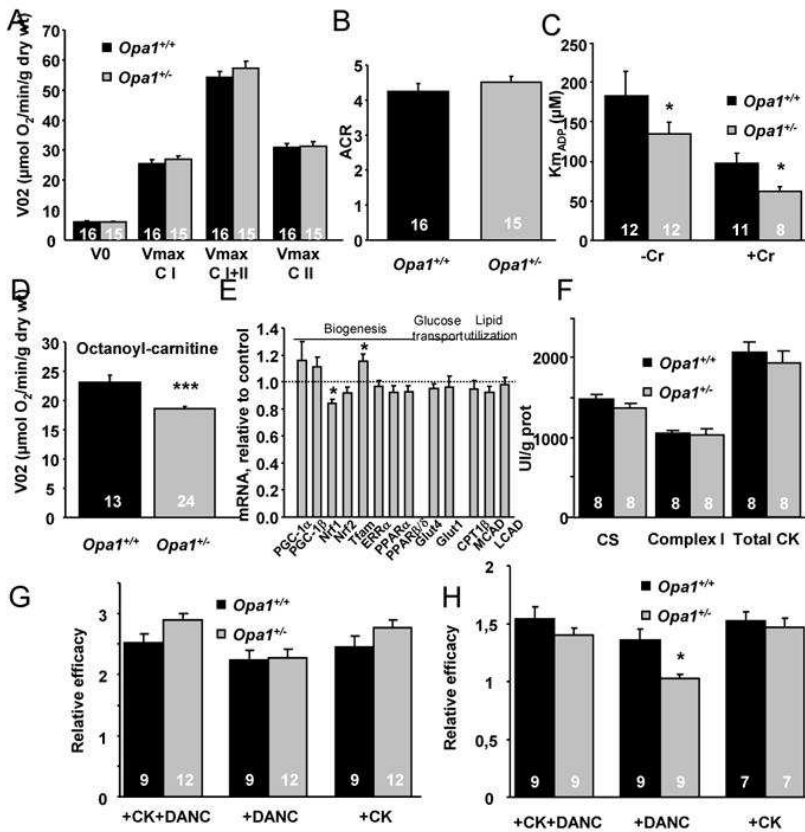 A
V02 (µmol O2/min/g dry wt)
70
60
50
40
30
20
10
0
Opa1+/+
Opa1+/-
16 15 16 15 16 15 16 15
V0 Vmax Vmax Vmax
C I C I+II C II
B
ACR
5
4
3
2
1
0
16 15
Opa1+/+ Opa1+/-
C
KmADP (µM)
250
200
150
100
50
0
Opa1+/+
Opa1+/-
*
*
12 12 11 8
-Cr +Cr
D
V02 (µmol O2/min/g dry wt)
30
25
20
15
10
5
0
Octanoyl-carnitine
***
13 24
Opa1+/+ Opa1+/-
E
mRNA, relative to control
1.4
1.2
1.0
0.8
0.6
0.4
0.2
0.0
Biogenesis
Glucose transport
Lipid utilization
*
*
PGC-1α
PGC-1β
Nrf1
Nrf2
Tfam
ERRα
PPARα
PPARβ/δ
Glut4
Glut1
CPT1β
MCAD
LCAD
F
UI/g prot
2000
1000
0
Opa1+/+
Opa1+/-
8 8 8 8 8 8
CS Complex I Total CK
G
Relative efficacy
3
2
1
0
Opa1+/+
Opa1+/-
9 12 9 12 9 12
+CK+DANC +DANC +CK
H
Relative efficacy
2
1,5
1
0,5
0
Opa1+/+
Opa1+/-
*
9 9 9 9 7 7
+CK+DANC +DANC +CK